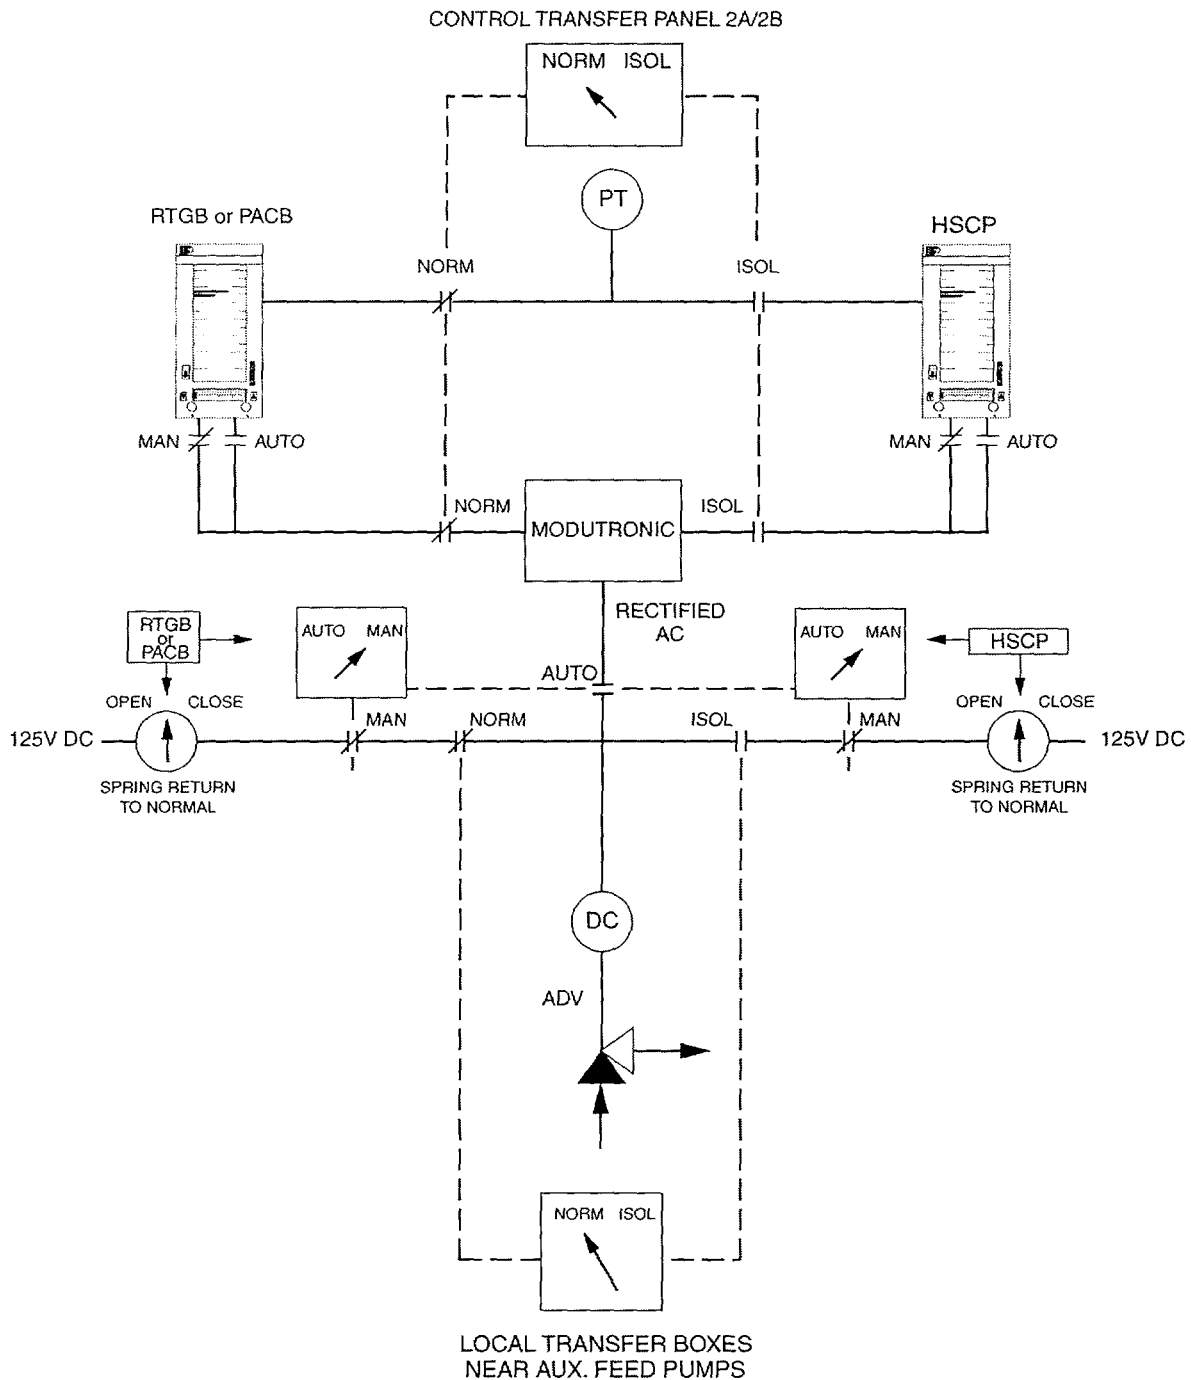 CONTROL TRANSFER PANEL 2A/2B
NORM ISOL
PT
RTGB or PACB
HSCP
NORM
ISOL
MAN
AUTO
MAN
AUTO
NORM
MODUTRONIC
ISOL
RECTIFIED
AC
RTGB
or
PACB
AUTO MAN
AUTO MAN
HSCP
AUTO
OPEN
CLOSE
MAN
NORM
ISOL
MAN
OPEN
CLOSE
125V DC
125V DC
SPRING RETURN
TO NORMAL
SPRING RETURN
TO NORMAL
DC
ADV
NORM ISOL
LOCAL TRANSFER BOXES
NEAR AUX. FEED PUMPS